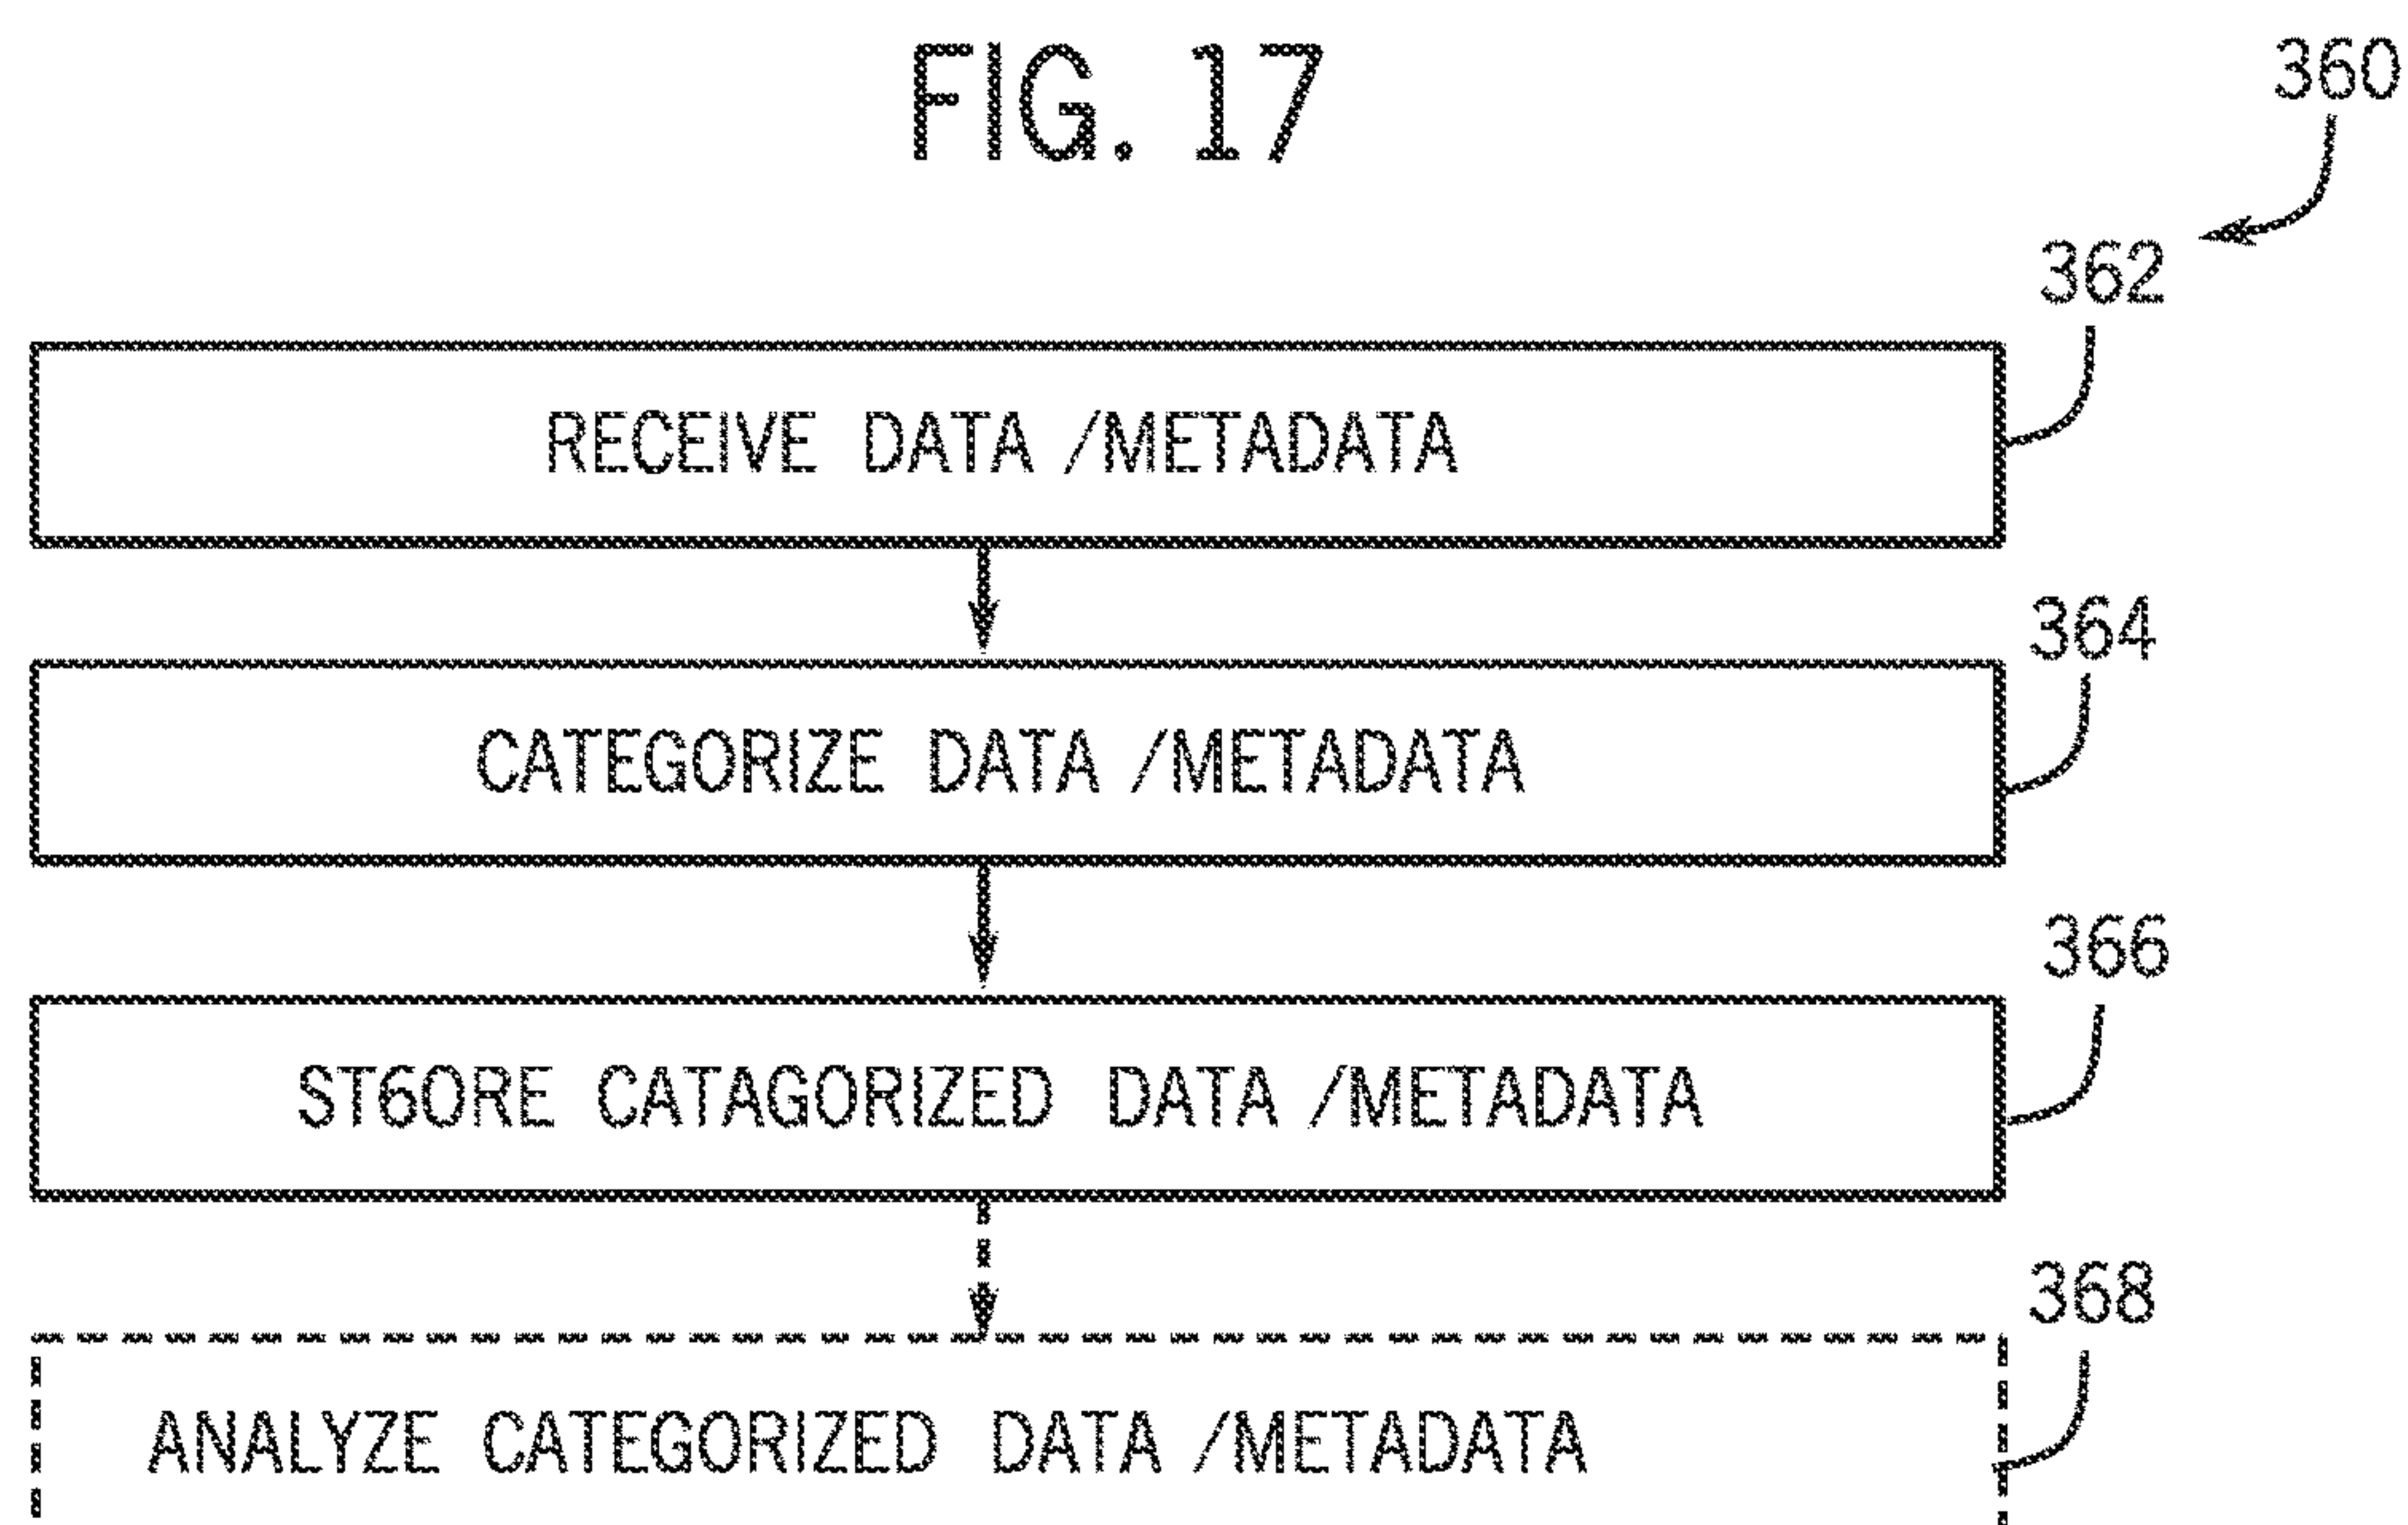 FIG. 17
360
362
RECEIVE DATA /METADATA
364
CATEGORIZE DATA /METADATA
366
ST6ORE CATAGORIZED DATA /METADATA
368
ANALYZE CATEGORIZED DATA /METADATA